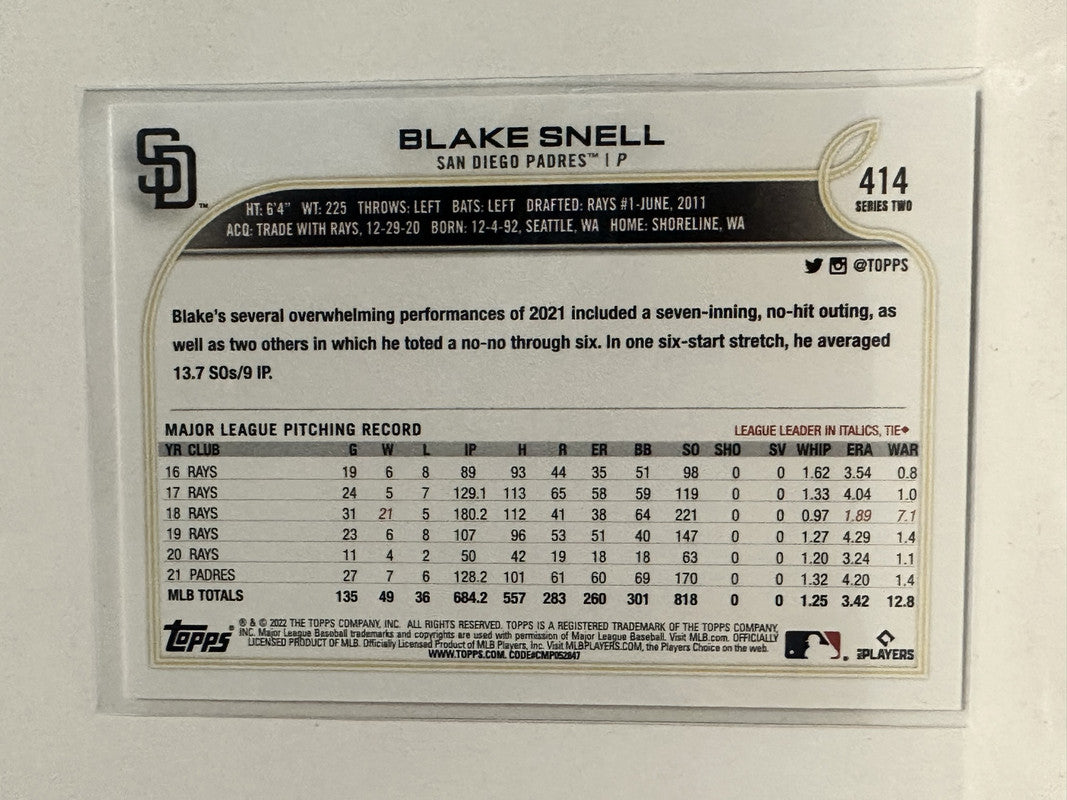 SD™
BLAKE SNELL
SAN DIEGO PADRES™ | P
414
SERIES TWO
HT: 6'4" WT: 225 THROWS: LEFT BATS: LEFT DRAFTED: RAYS #1-JUNE, 2011
ACQ: TRADE WITH RAYS, 12-29-20 BORN: 12-4-92, SEATTLE, WA HOME: SHORELINE, WA
@TOPPS
Blake's several overwhelming performances of 2021 included a seven-inning, no-hit outing, as
well as two others in which he toted a no-no through six. In one six-start stretch, he averaged
13.7 SOs/9 IP.
MAJOR LEAGUE PITCHING RECORD LEAGUE LEADER IN ITALICS, TIE◆
YR CLUB G W L IP H R ER BB SO SHO SV WHIP ERA WAR
16 RAYS 19 6 8 89 93 44 35 51 98 0 0 1.62 3.54 0.8
17 RAYS 24 5 7 129.1 113 65 58 59 119 0 0 1.33 4.04 1.0
18 RAYS 31 21 5 180.2 112 41 38 64 221 0 0 0.97 1.89 7.1
19 RAYS 23 6 8 107 96 53 51 40 147 0 0 1.27 4.29 1.4
20 RAYS 11 4 2 50 42 19 18 18 63 0 0 1.20 3.24 1.1
21 PADRES 27 7 6 128.2 101 61 60 69 170 0 0 1.32 4.20 1.4
MLB TOTALS 135 49 36 684.2 557 283 260 301 818 0 0 1.25 3.42 12.8
Topps
® & © 2022 THE TOPPS COMPANY, INC. ALL RIGHTS RESERVED. TOPPS IS A REGISTERED TRADEMARK OF THE TOPPS COMPANY,
INC. Major League Baseball trademarks and copyrights are used with permission of Major League Baseball. Visit MLB.com. OFFICIALLY
LICENSED PRODUCT OF MLB Players, Inc. Visit MLBPLAYERS.COM, the Players Choice on the web.
WWW.TOPPS.COM. CODE#CMP052647
PLAYERS